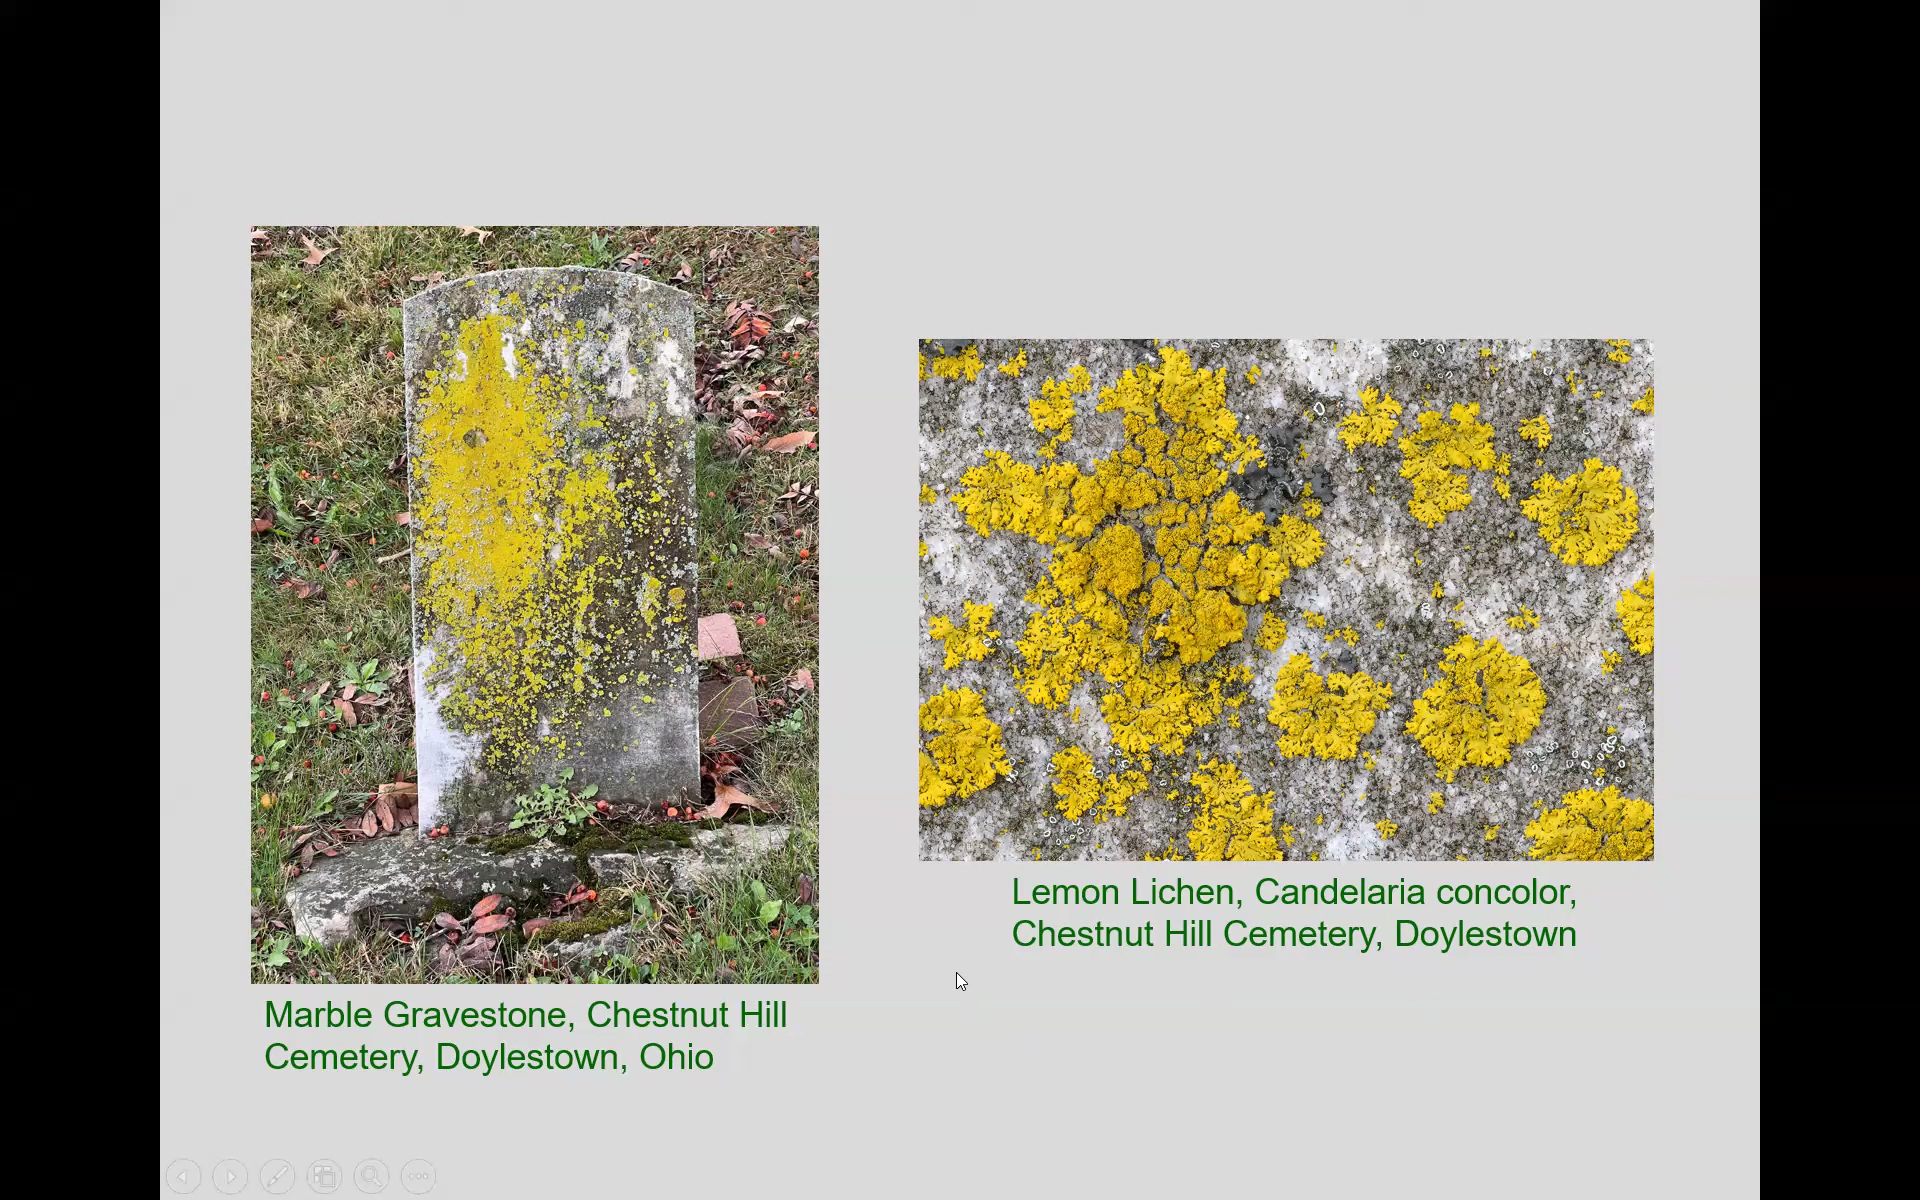 Marble Gravestone, Chestnut Hill
Cemetery, Doylestown, Ohio
Lemon Lichen, Candelaria concolor,
Chestnut Hill Cemetery, Doylestown